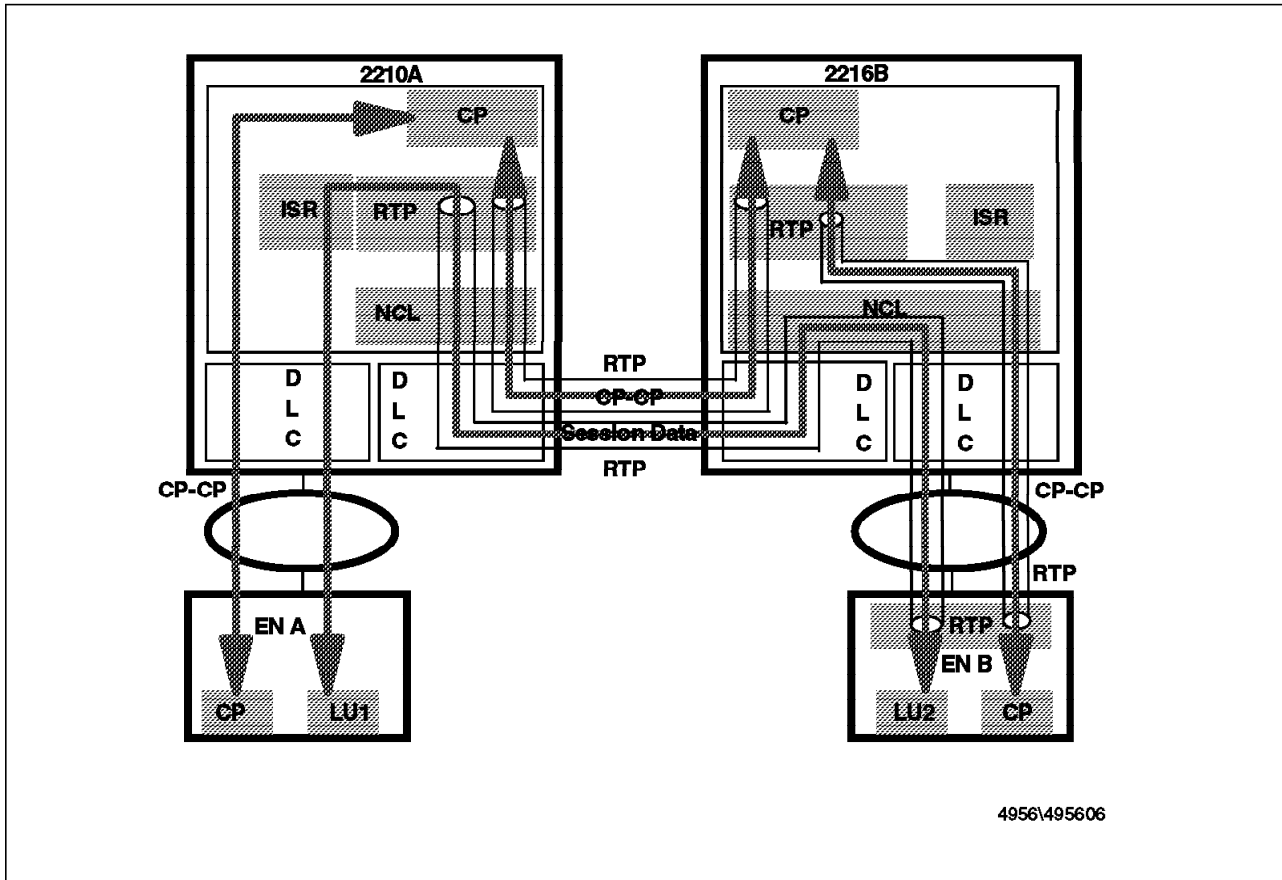 2210A
CP
ISR
RTP
NCL
D
L
C
D
L
C
2216B
CP
RTP
ISR
NCL
D
L
C
D
L
C
RTP
CP-CP
Session Data
RTP
CP-CP
CP-CP
RTP
EN A
CP
LU1
RTP
EN B
LU2
CP
4956\495606